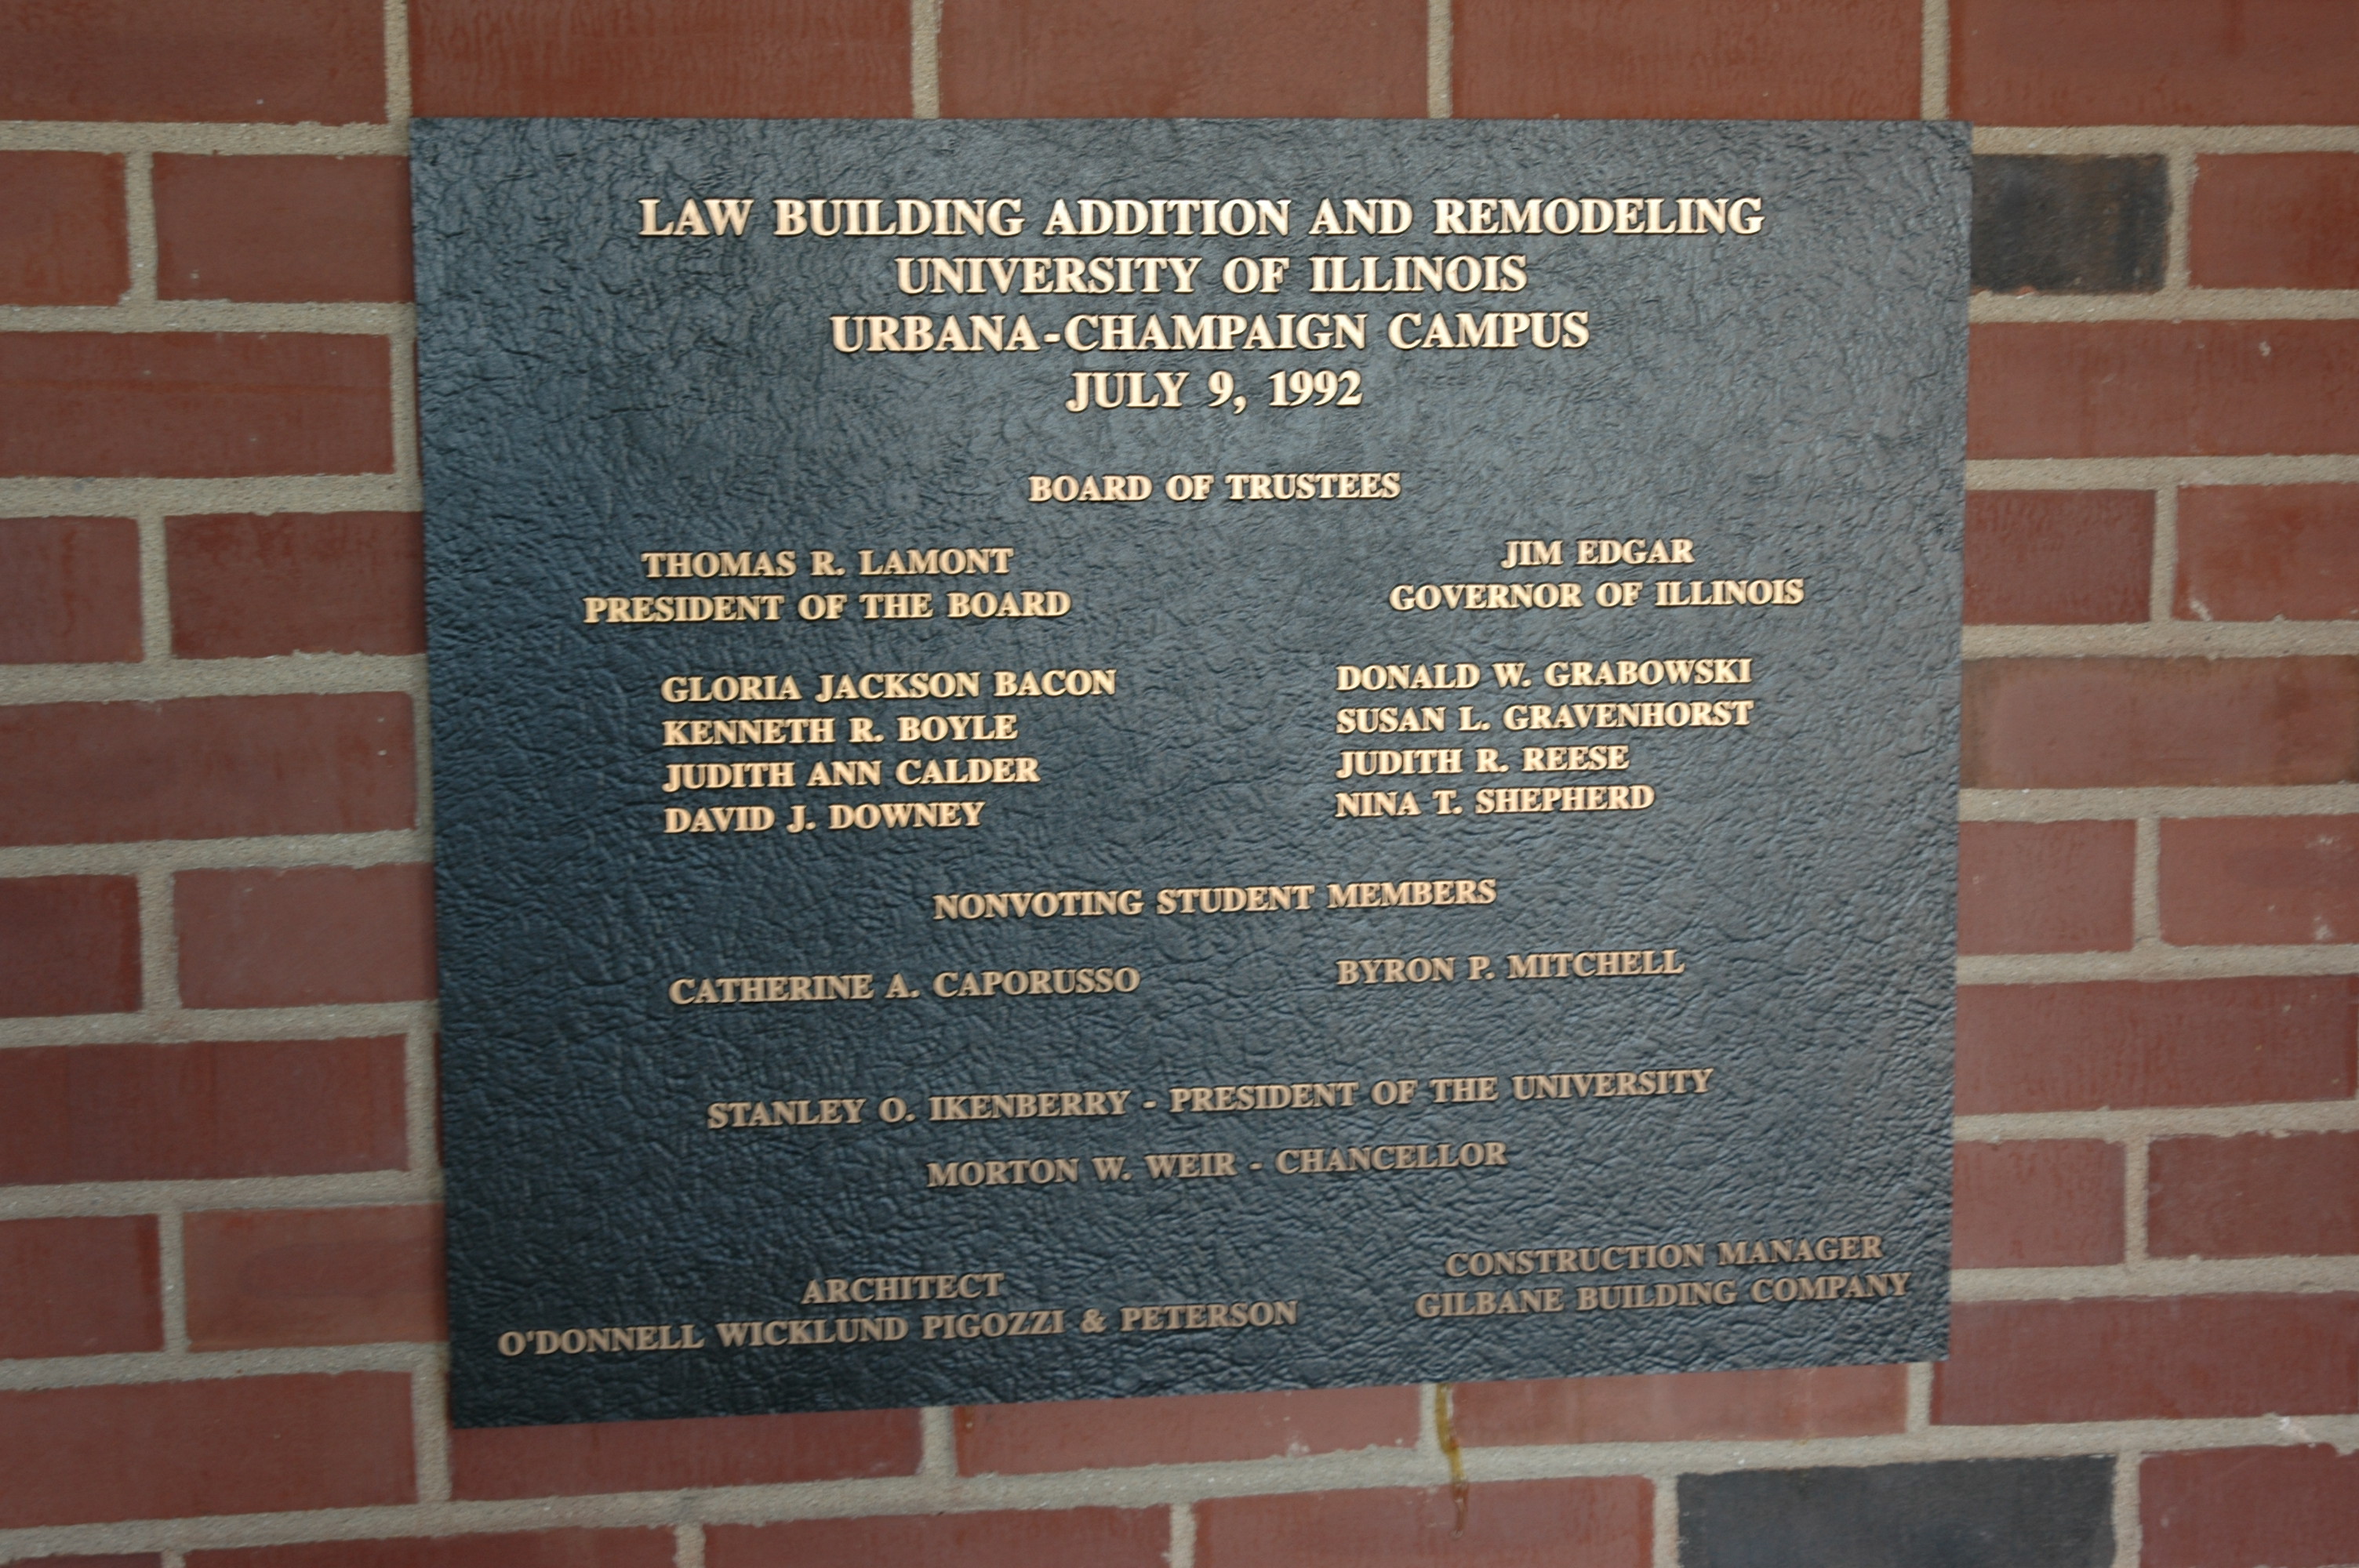 LAW BUILDING ADDITION AND REMODELING
UNIVERSITY OF ILLINOIS
URBANA-CHAMPAIGN CAMPUS
JULY 9, 1992
BOARD OF TRUSTEES
THOMAS R. LAMONT
PRESIDENT OF THE BOARD
JIM EDGAR
GOVERNOR OF ILLINOIS
GLORIA JACKSON BACON
KENNETH R. BOYLE
JUDITH ANN CALDER
DAVID J. DOWNEY
DONALD W. GRABOWSKI
SUSAN L. GRAVENHORST
JUDITH R. REESE
NINA T. SHEPHERD
NONVOTING STUDENT MEMBERS
CATHERINE A. CAPORUSSO
BYRON P. MITCHELL
STANLEY O. IKENBERRY - PRESIDENT OF THE UNIVERSITY
MORTON W. WEIR - CHANCELLOR
ARCHITECT
O'DONNELL WICKLUND PIGOZZI & PETERSON
CONSTRUCTION MANAGER
GILBANE BUILDING COMPANY